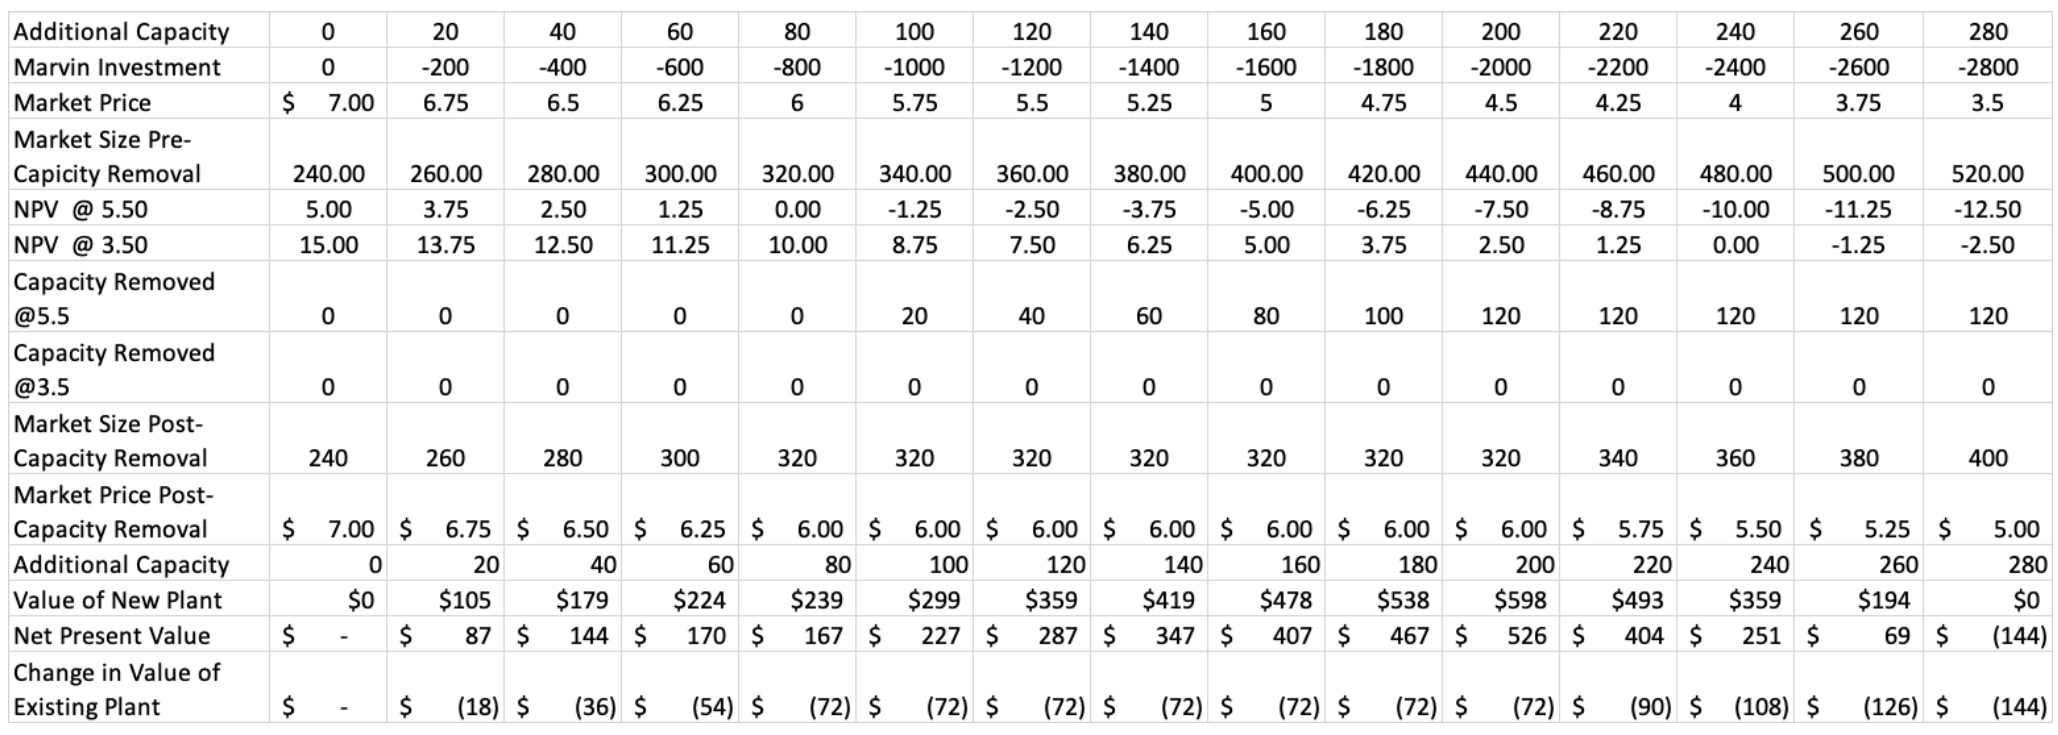 Additional Capacity 0 20 40 60 80 100 120 140 160 180 200 220 240 260 280
Marvin Investment 0 -200 -400 -600 -800 -1000 -1200 -1400 -1600 -1800 -2000 -2200 -2400 -2600 -2800
Market Price $ 7.00 6.75 6.5 6.25 6 5.75 5.5 5.25 5 4.75 4.5 4.25 4 3.75 3.5
Market Size Pre-
Capicity Removal 240.00 260.00 280.00 300.00 320.00 340.00 360.00 380.00 400.00 420.00 440.00 460.00 480.00 500.00 520.00
NPV @ 5.50 5.00 3.75 2.50 1.25 0.00 -1.25 -2.50 -3.75 -5.00 -6.25 -7.50 -8.75 -10.00 -11.25 -12.50
NPV @ 3.50 15.00 13.75 12.50 11.25 10.00 8.75 7.50 6.25 5.00 3.75 2.50 1.25 0.00 -1.25 -2.50
Capacity Removed
@5.5 0 0 0 0 0 20 40 60 80 100 120 120 120 120 120
Capacity Removed
@3.5 0 0 0 0 0 0 0 0 0 0 0 0 0 0 0
Market Size Post-
Capacity Removal 240 260 280 300 320 320 320 320 320 320 320 340 360 380 400
Market Price Post-
Capacity Removal $ 7.00 $ 6.75 $ 6.50 $ 6.25 $ 6.00 $ 6.00 $ 6.00 $ 6.00 $ 6.00 $ 6.00 $ 6.00 $ 5.75 $ 5.50 $ 5.25 $ 5.00
Additional Capacity 0 20 40 60 80 100 120 140 160 180 200 220 240 260 280
Value of New Plant $0 $105 $179 $224 $239 $299 $359 $419 $478 $538 $598 $493 $359 $194 $0
Net Present Value $ - $ 87 $ 144 $ 170 $ 167 $ 227 $ 287 $ 347 $ 407 $ 467 $ 526 $ 404 $ 251 $ 69 $ (144)
Change in Value of
Existing Plant $ - $ (18) $ (36) $ (54) $ (72) $ (72) $ (72) $ (72) $ (72) $ (72) $ (72) $ (90) $ (108) $ (126) $ (144)